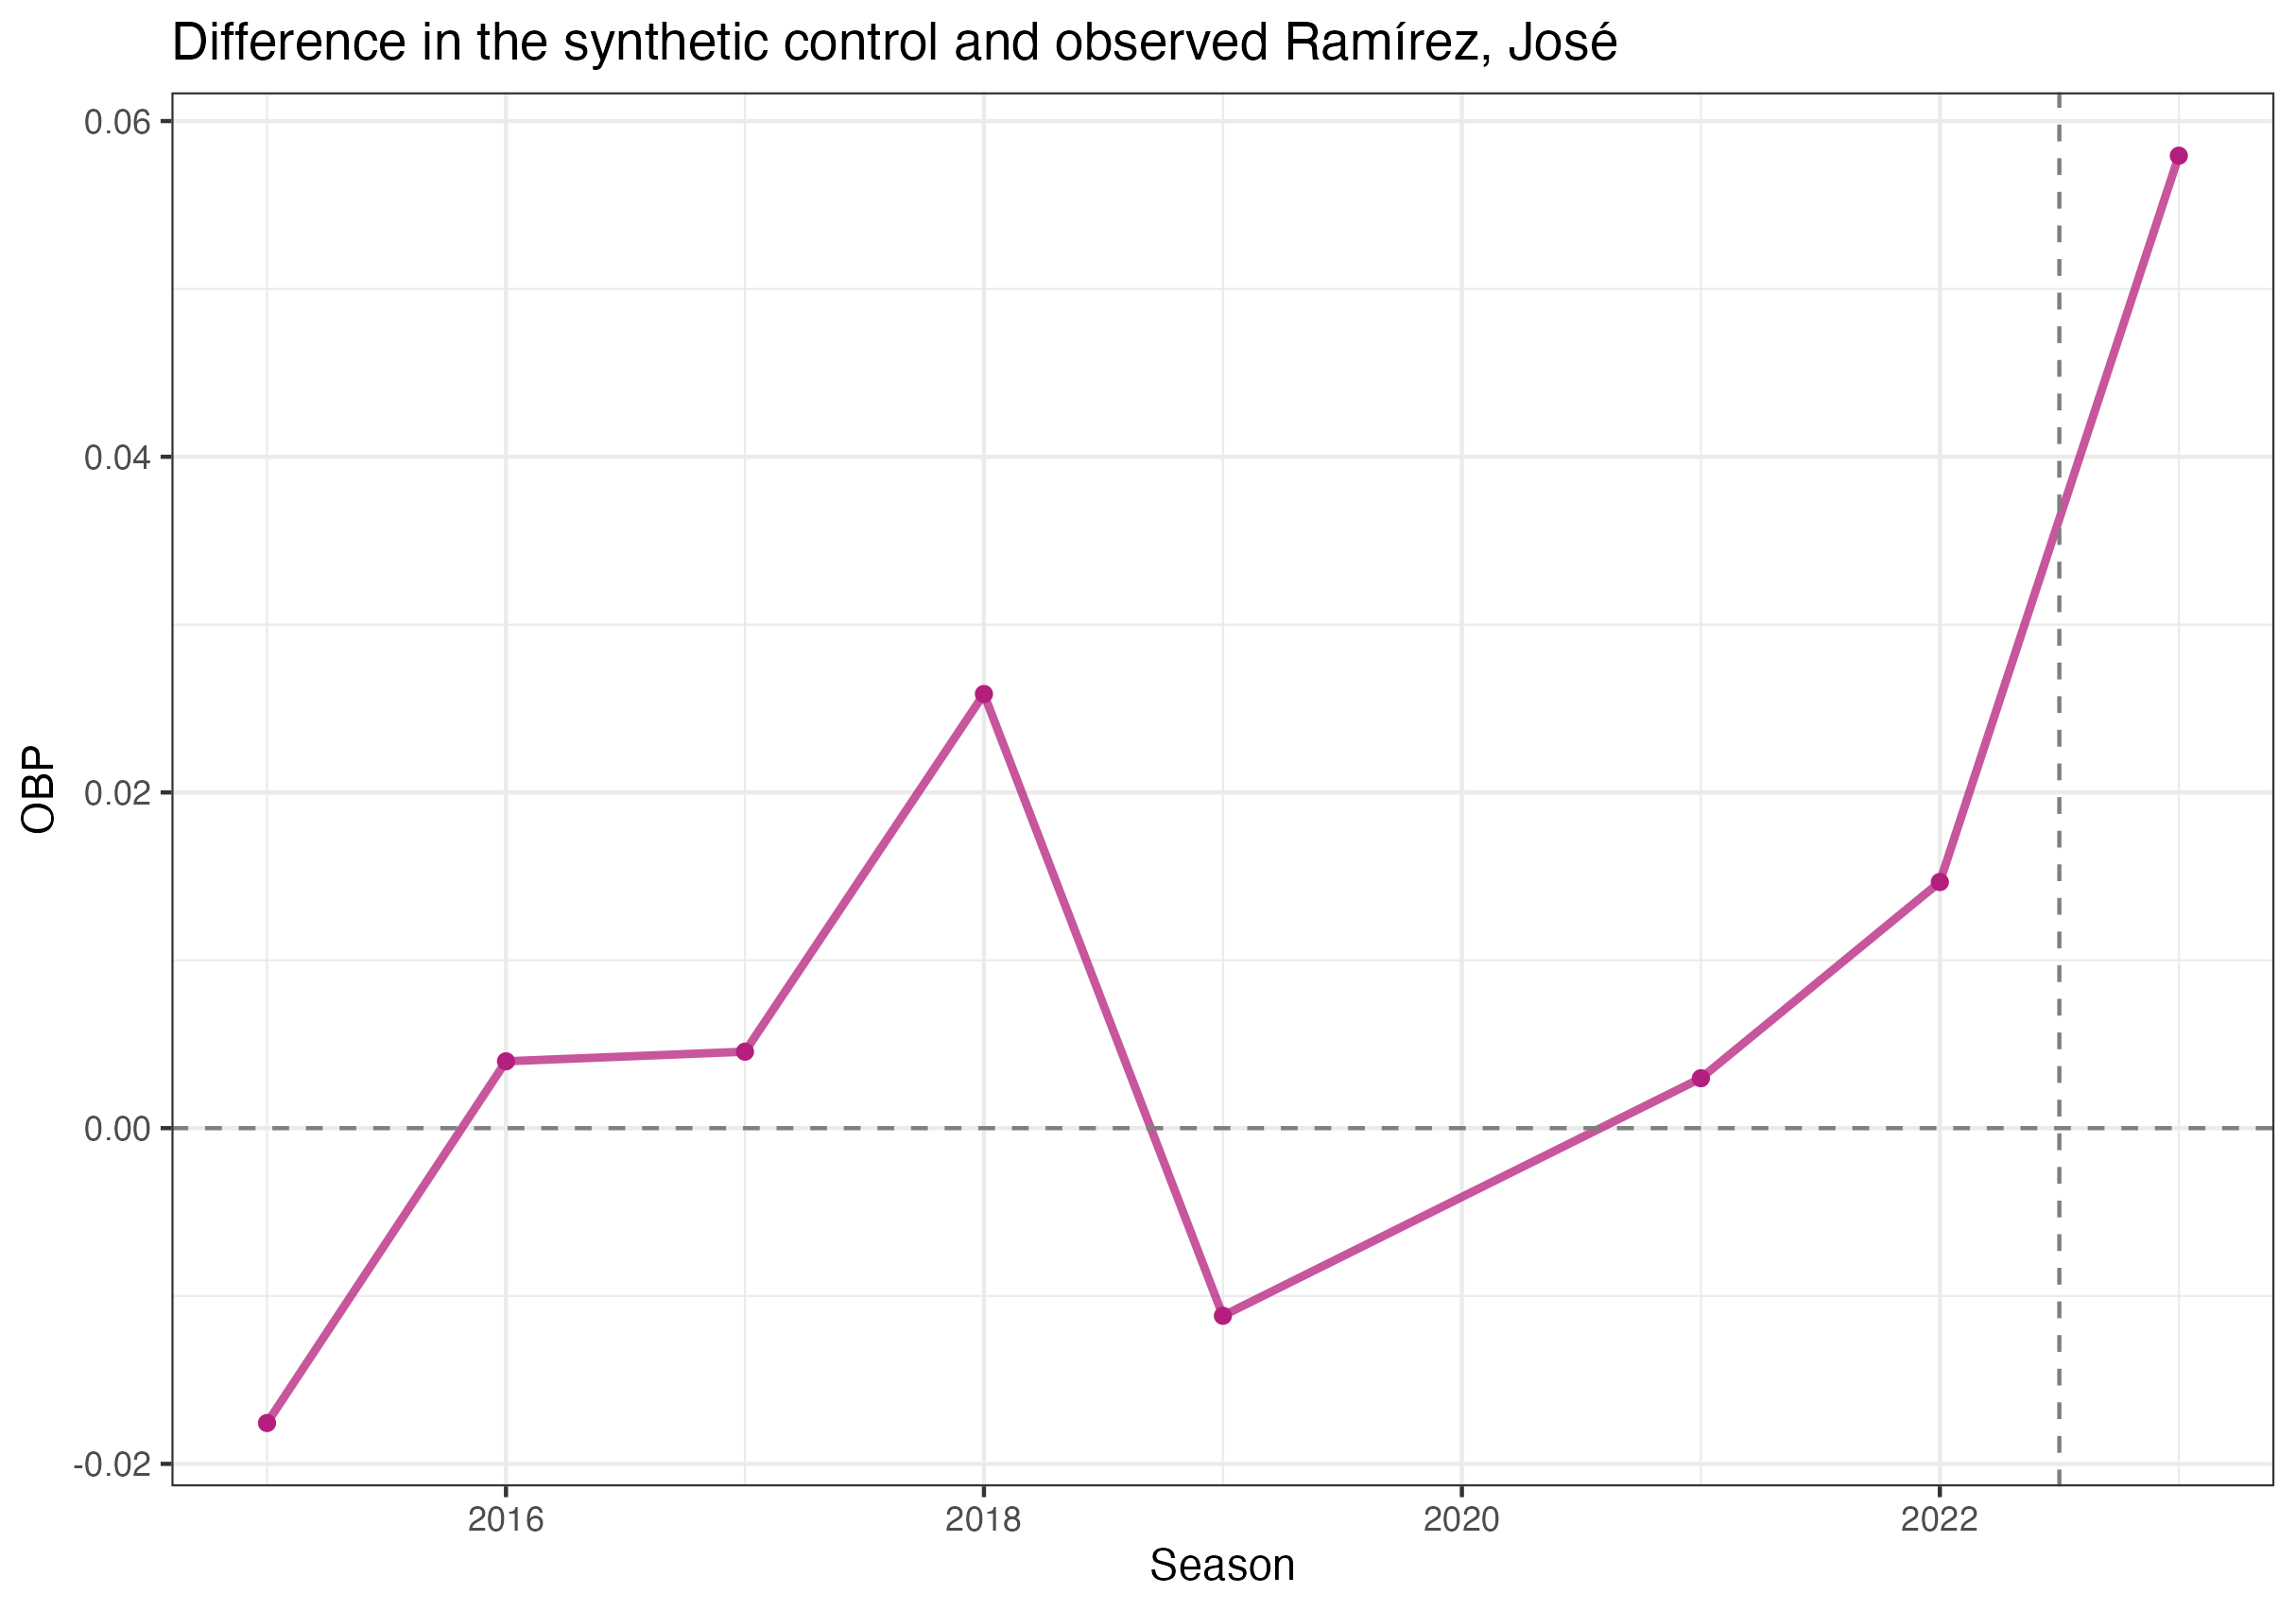 Difference in the synthetic control and observed Ramírez, José
0.06
0.04
0.02
0.00
-0.02
OBP
2016 2018 2020 2022
Season